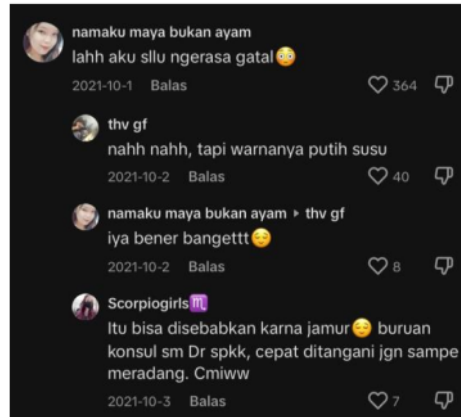 namaku maya bukan ayam
lahh aku sllu ngerasa gatal😳
2021-10-1 Balas 364
thv gf
nahh nahh, tapi warnanya putih susu
2021-10-2 Balas 40
namaku maya bukan ayam ▸ thv gf
iya bener bangettt😌
2021-10-2 Balas 8
Scorpiogirls♏
Itu bisa disebabkan karna jamur😌 buruan
konsul sm Dr spkk, cepat ditangani jgn sampe
meradang. Cmiww
2021-10-3 Balas 7